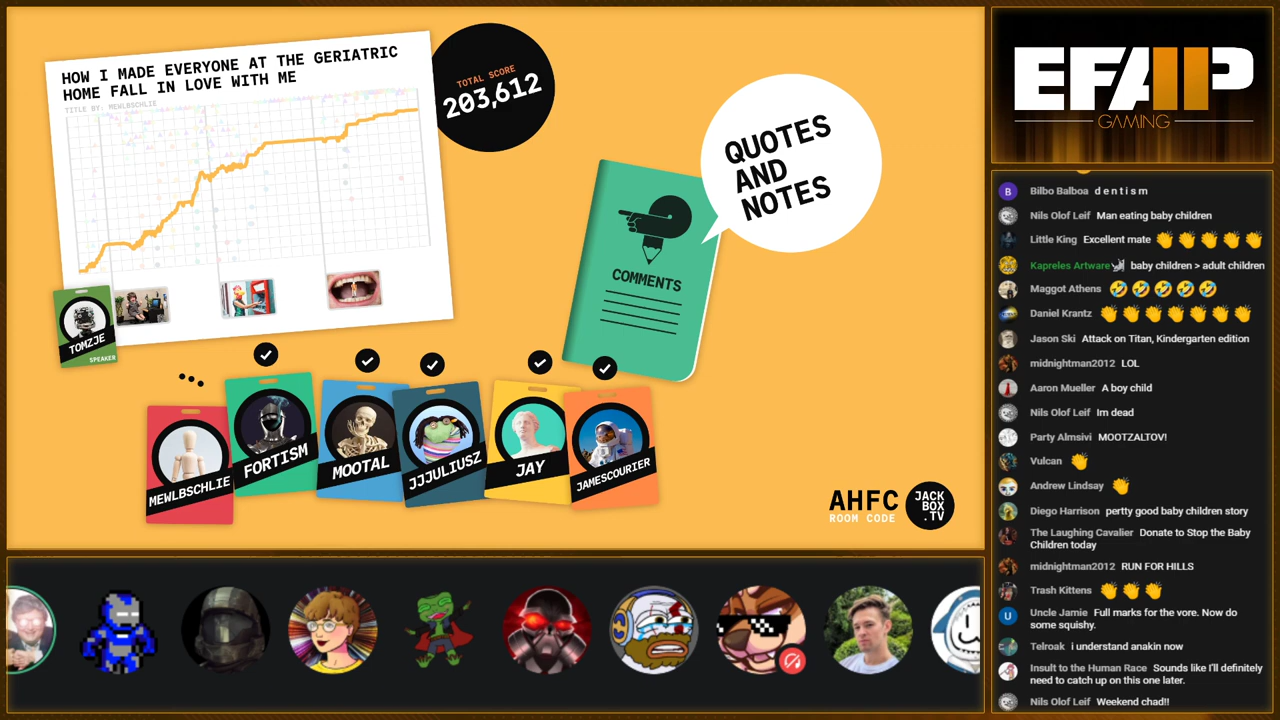 HOW I MADE EVERYONE AT THE GERIATRIC
HOME FALL IN LOVE WITH ME
TITLE BY: MEWLBSCHLIE
TOTAL SCORE
203,612
QUOTES
AND
NOTES
COMMENTS
TOMZJE
SPEAKER
MEWLBSCHLIE
FORTISM
MOOTAL
JJJULIUSZ
JAY
JAMESCOURIER
AHFC
ROOM CODE
JACK
BOX
.TV
EFAP
GAMING
B Bilbo Balboa d e n t i s m
Nils Olof Leif Man eating baby children
Little King Excellent mate 👏 👏 👏 👏 👏
Kapreles Artware baby children > adult children
Maggot Athens 🤣 🤣 🤣 🤣 🤣
Daniel Krantz 👏 👏 👏 👏 👏 👏 👏
Jason Ski Attack on Titan, Kindergarten edition
midnightman2012 LOL
Aaron Mueller A boy child
Nils Olof Leif Im dead
Party Almsivi MOOTZALTOV!
Vulcan 👏
Andrew Lindsay 👏
Diego Harrison pertty good baby children story
The Laughing Cavalier Donate to Stop the Baby
Children today
midnightman2012 RUN FOR HILLS
Trash Kittens 👏 👏 👏
U Uncle Jamie Full marks for the vore. Now do
some squishy.
Telroak i understand anakin now
Insult to the Human Race Sounds like I'll definitely
need to catch up on this one later.
Nils Olof Leif Weekend chad!!